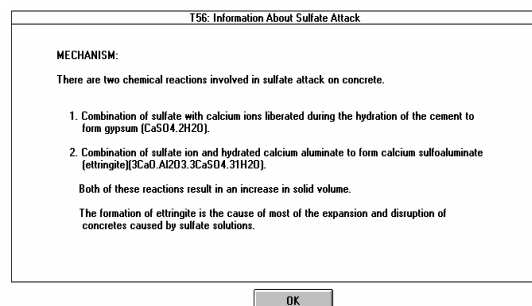 T56: Information About Sulfate Attack
MECHANISM:
There are two chemical reactions involved in sulfate attack on concrete.
1. Combination of sulfate with calcium ions liberated during the hydration of the cement to
form gypsum (CaSO4.2H2O).
2. Combination of sulfate ion and hydrated calcium aluminate to form calcium sulfoaluminate
(ettringite)(3CaO.Al2O3.3CaSO4.31H2O).
Both of these reactions result in an increase in solid volume.
The formation of ettringite is the cause of most of the expansion and disruption of
concretes caused by sulfate solutions.
OK